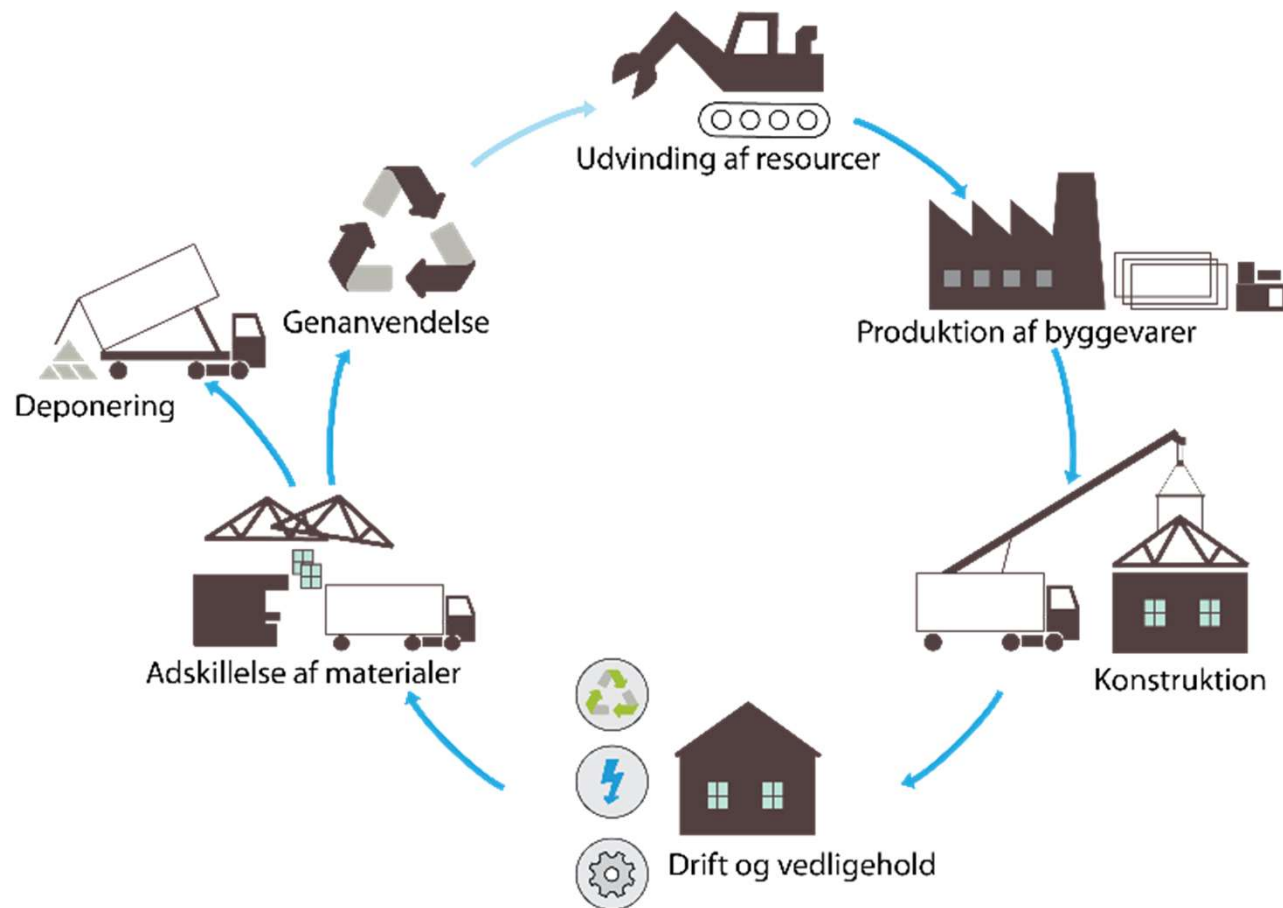 Udvinding af resourcer
Produktion af byggevarer
Konstruktion
Drift og vedligehold
Adskillelse af materialer
Deponering
Genanvendelse